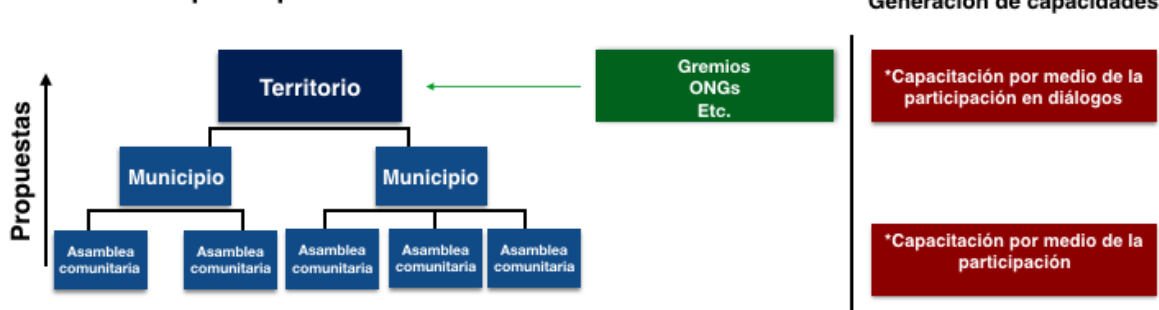 Generación de capacidades
Territorio
Gremios
ONGs
Etc.
*Capacitación por medio de la
participación en diálogos
Propuestas
Municipio
Municipio
Asamblea
comunitaria
Asamblea
comunitaria
Asamblea
comunitaria
Asamblea
comunitaria
Asamblea
comunitaria
*Capacitación por medio de la
participación